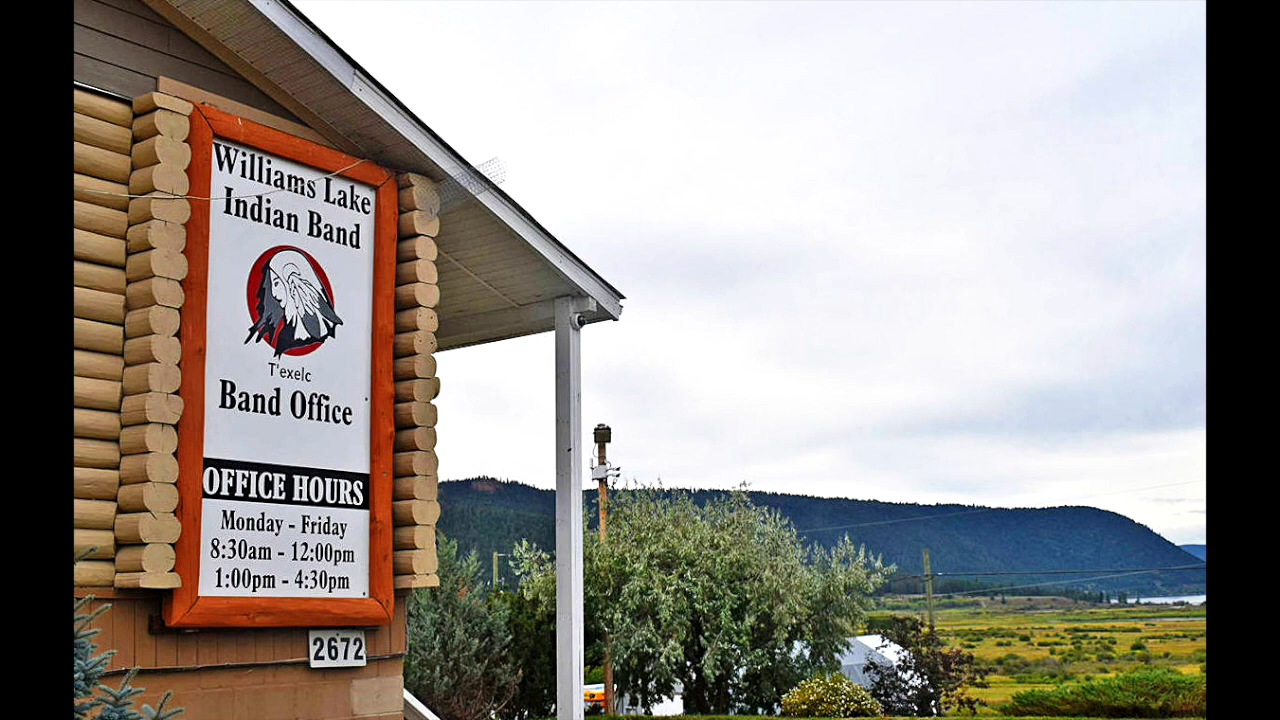 Williams Lake
Indian Band
T'exelc
Band Office
OFFICE HOURS
Monday - Friday
8:30am - 12:00pm
1:00pm - 4:30pm
2672